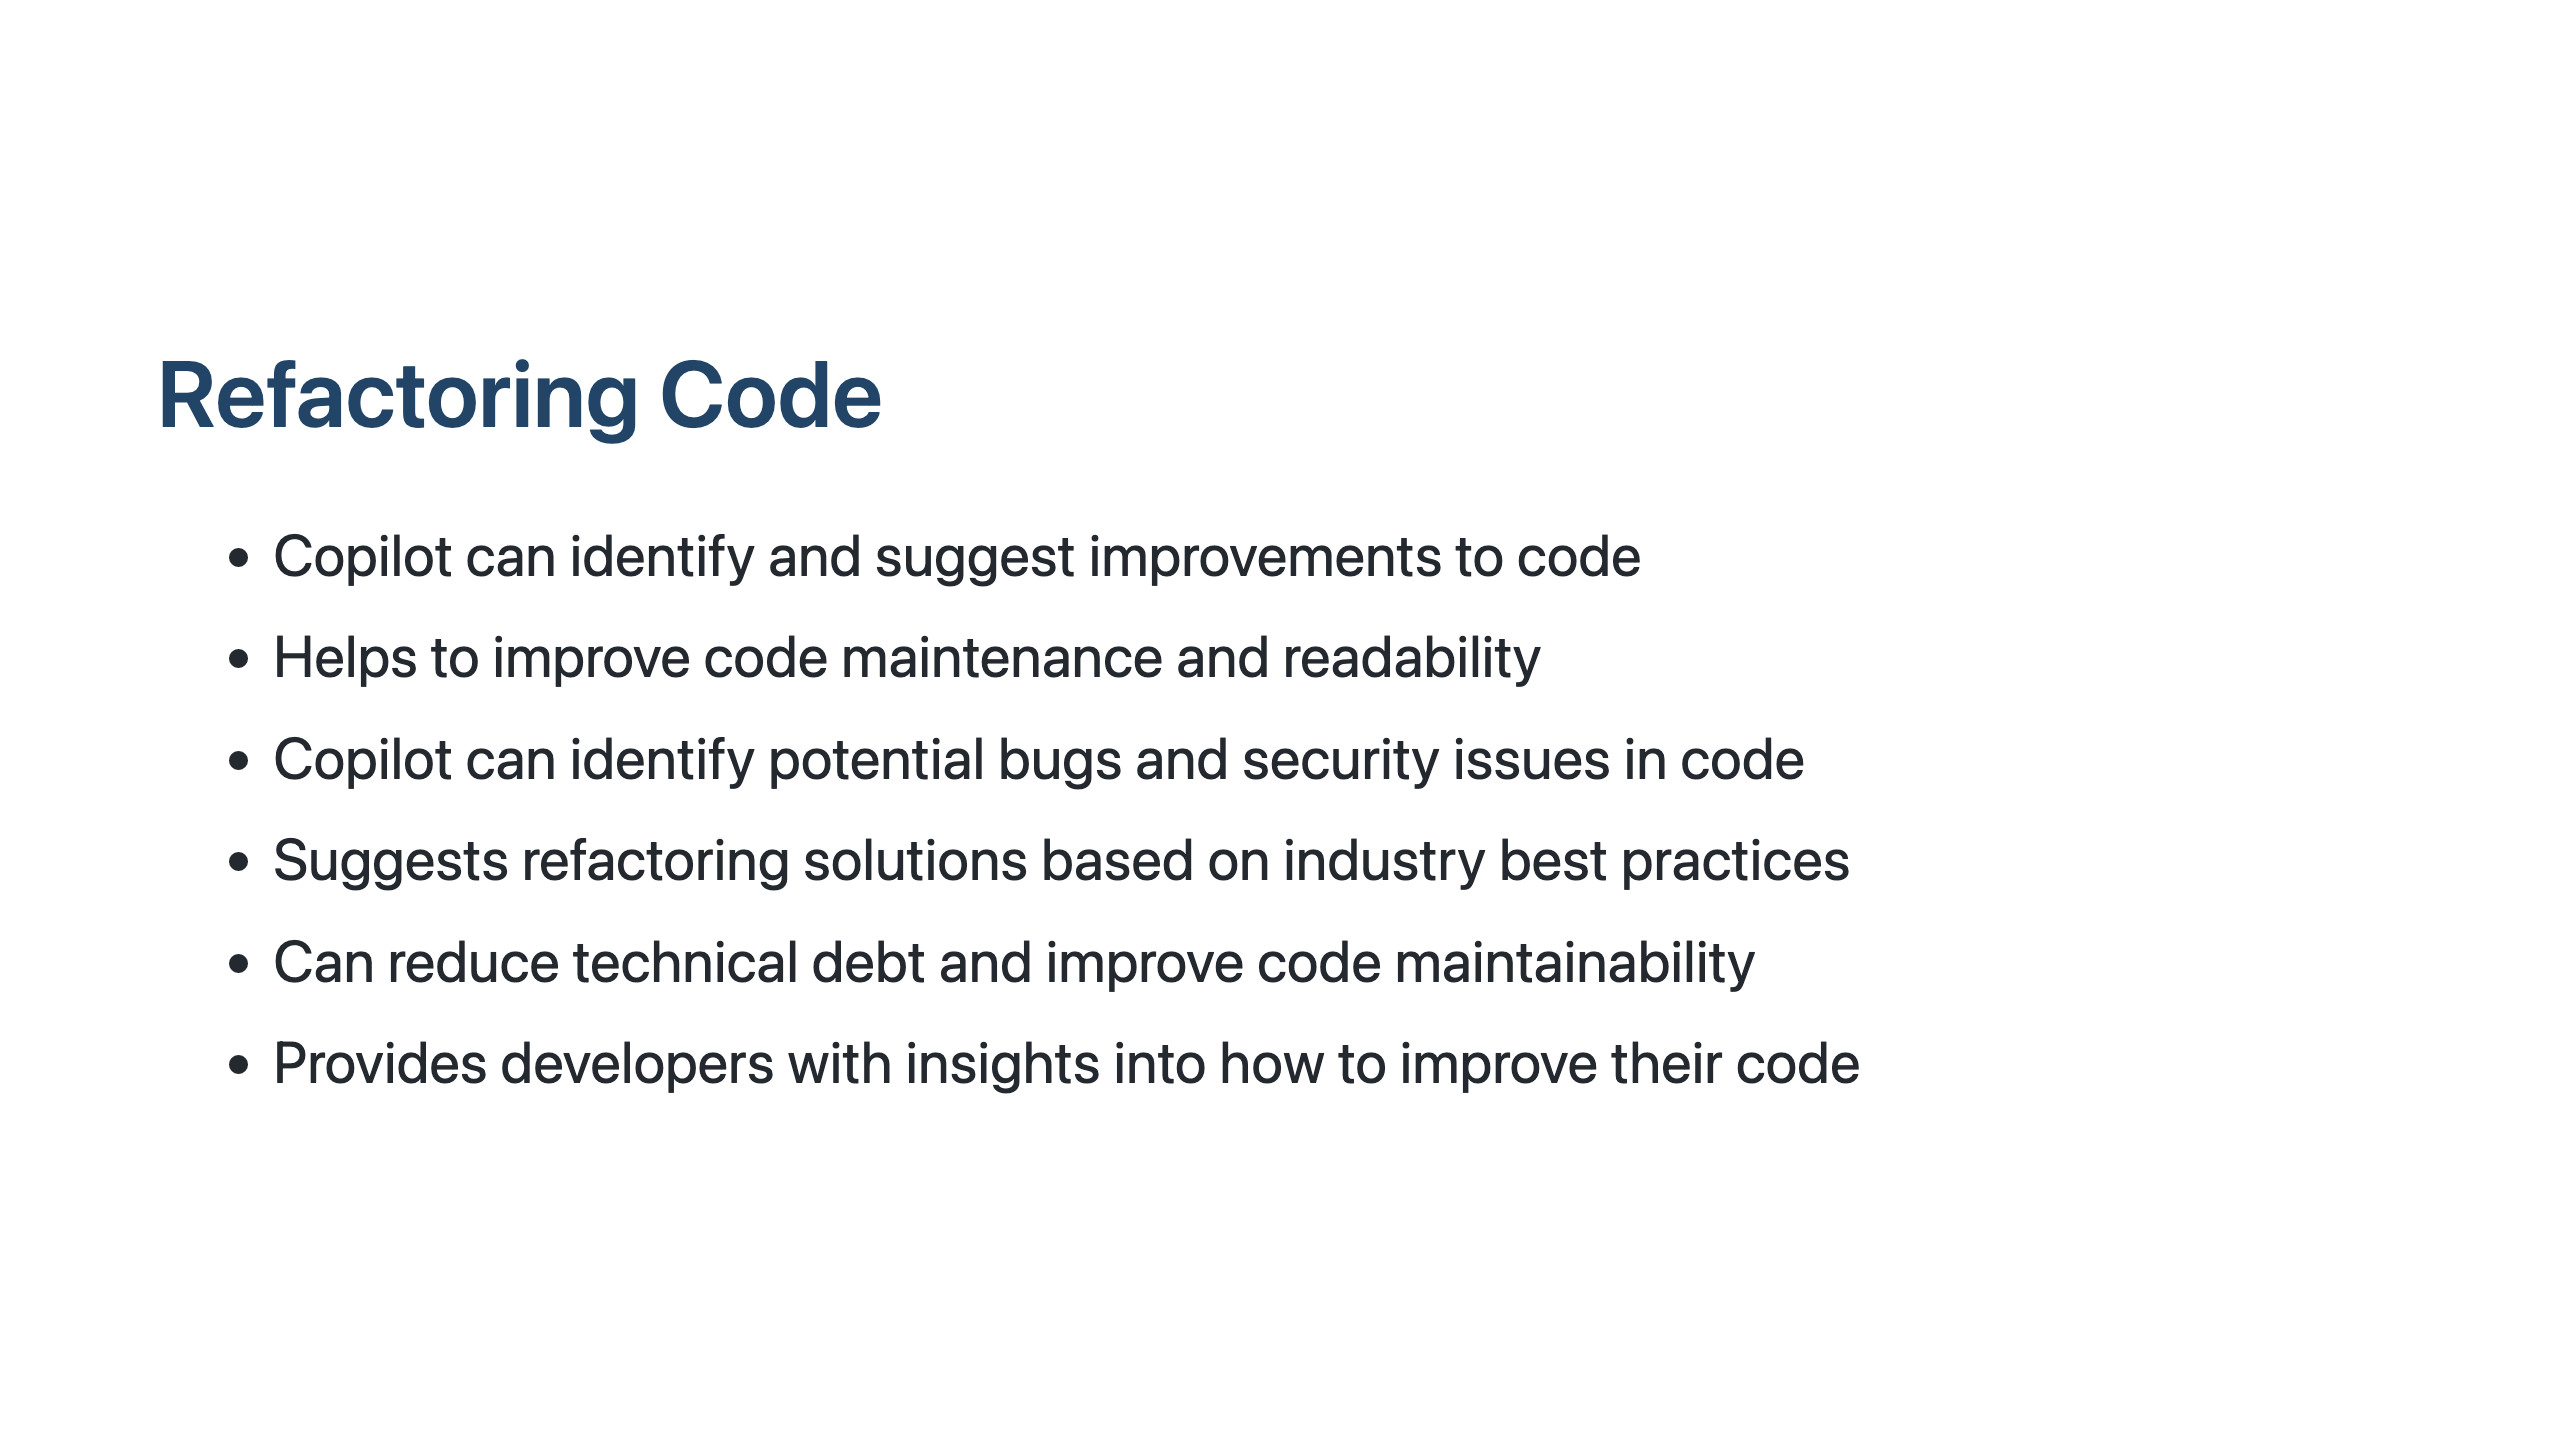 Refactoring Code
• Copilot can identify and suggest improvements to code
• Helps to improve code maintenance and readability
• Copilot can identify potential bugs and security issues in code
• Suggests refactoring solutions based on industry best practices
• Can reduce technical debt and improve code maintainability
• Provides developers with insights into how to improve their code